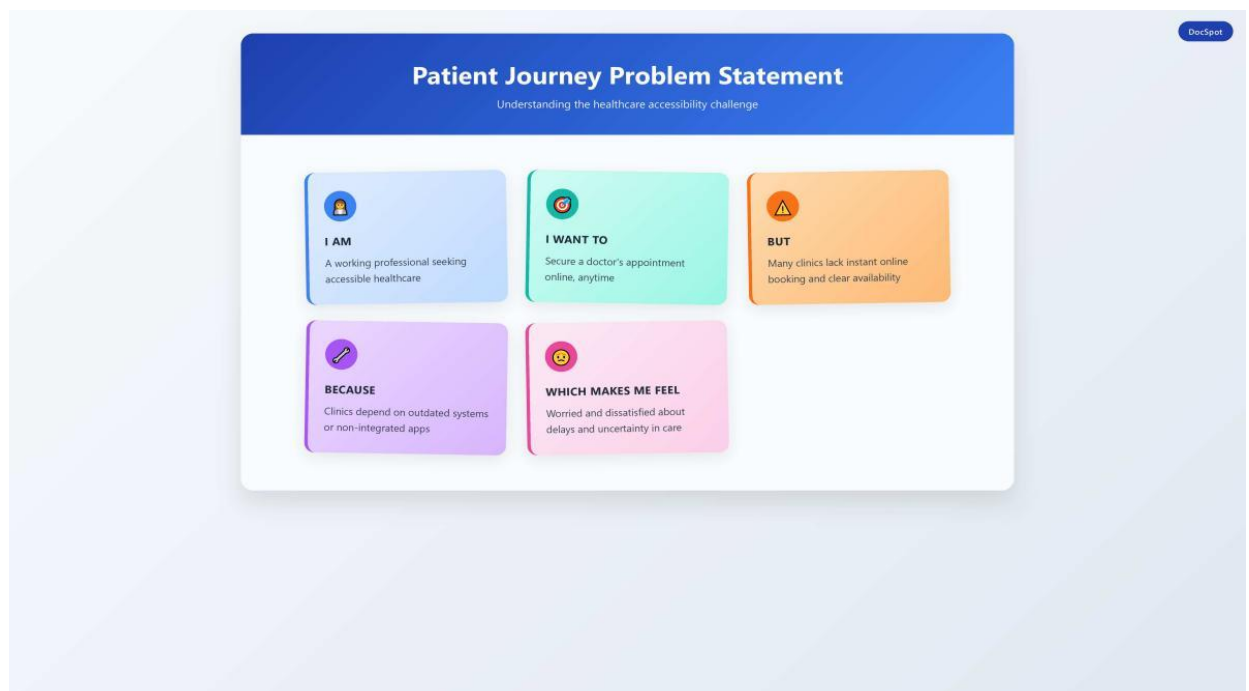 DocSpot
Patient Journey Problem Statement
Understanding the healthcare accessibility challenge
I AM
A working professional seeking
accessible healthcare
I WANT TO
Secure a doctor's appointment
online, anytime
BUT
Many clinics lack instant online
booking and clear availability
BECAUSE
Clinics depend on outdated systems
or non-integrated apps
WHICH MAKES ME FEEL
Worried and dissatisfied about
delays and uncertainty in care